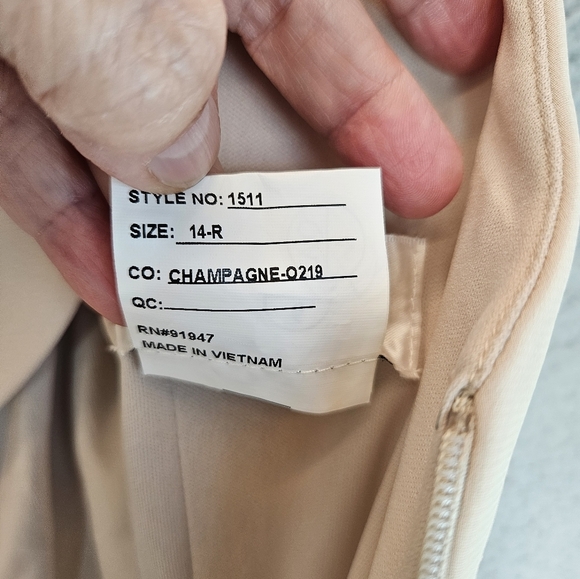 STYLE NO: 1511
SIZE: 14-R
CO: CHAMPAGNE-O219
QC:
RN#91947
MADE IN VIETNAM